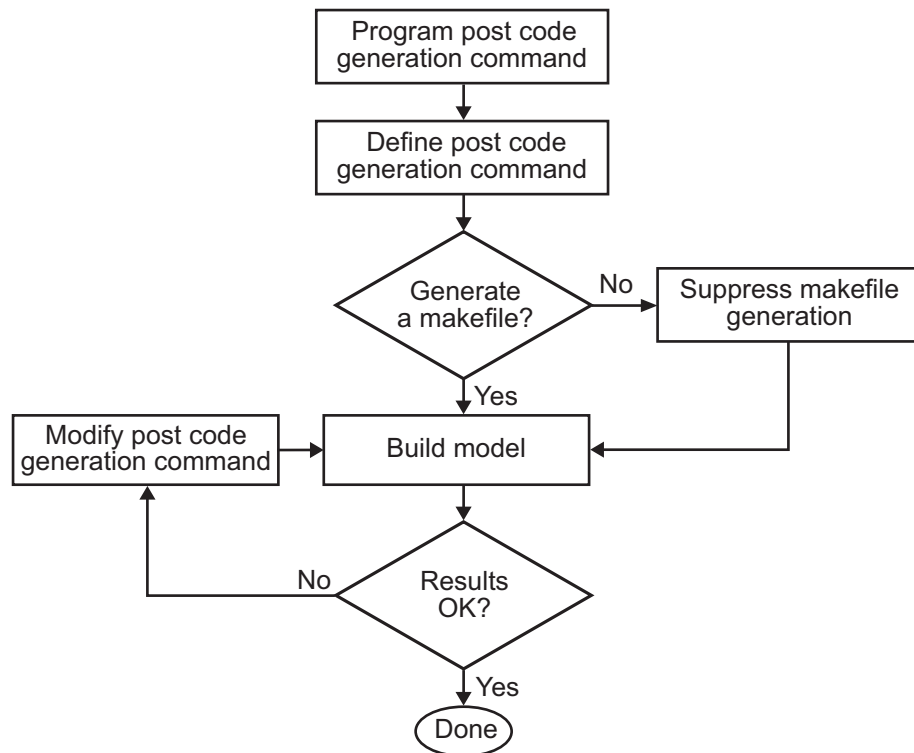 Program post code
generation command
Define post code
generation command
Generate
a makefile?
No
Suppress makefile
generation
Yes
Modify post code
generation command
Build model
No
Results
OK?
Yes
Done